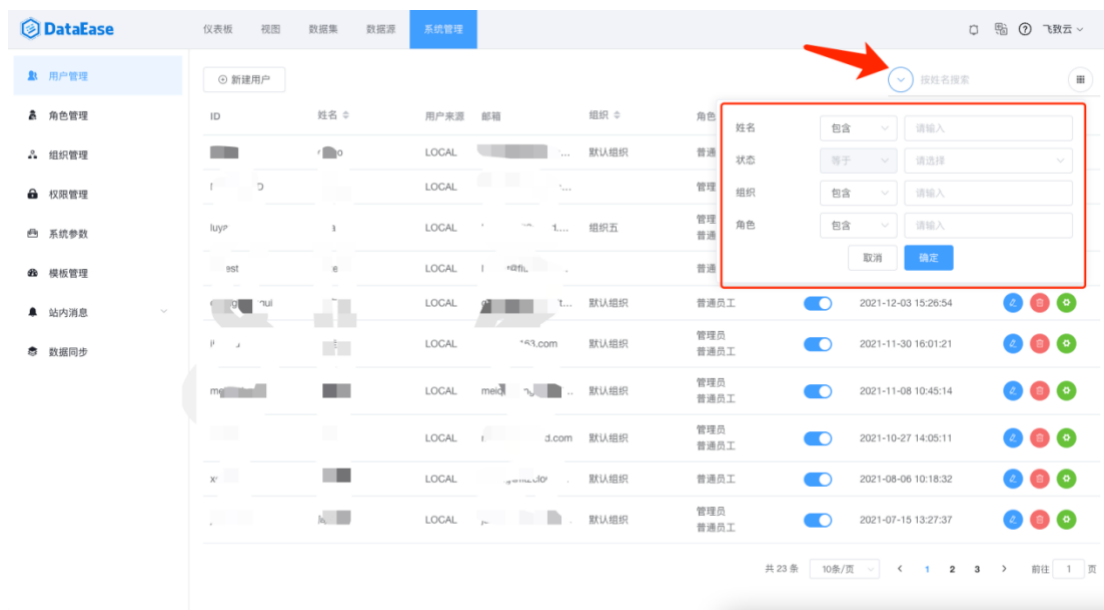 DataEase
仪表板 视图 数据集 数据源 系统管理 飞致云
用户管理
新建用户
按姓名搜索
角色管理
组织管理
权限管理
系统参数
模板管理
站内消息
数据同步
ID 姓名 用户来源 邮箱 组织 角色
姓名 包含 请输入
状态 等于 请选择
组织 包含 请输入
角色 包含 请输入
取消 确定
LOCAL 默认组织 普通
LOCAL 管理
LOCAL 组织五 管理
普通
LOCAL 普通
LOCAL 默认组织 普通员工 2021-12-03 15:26:54
LOCAL 默认组织 管理员 2021-11-30 16:01:21
普通员工
LOCAL 默认组织 管理员 2021-11-08 10:45:14
普通员工
LOCAL 默认组织 管理员 2021-10-27 14:05:11
普通员工
LOCAL 默认组织 普通员工 2021-08-06 10:18:32
LOCAL 默认组织 管理员 2021-07-15 13:27:37
普通员工
共 23 条 10条/页 1 2 3 前往 1 页